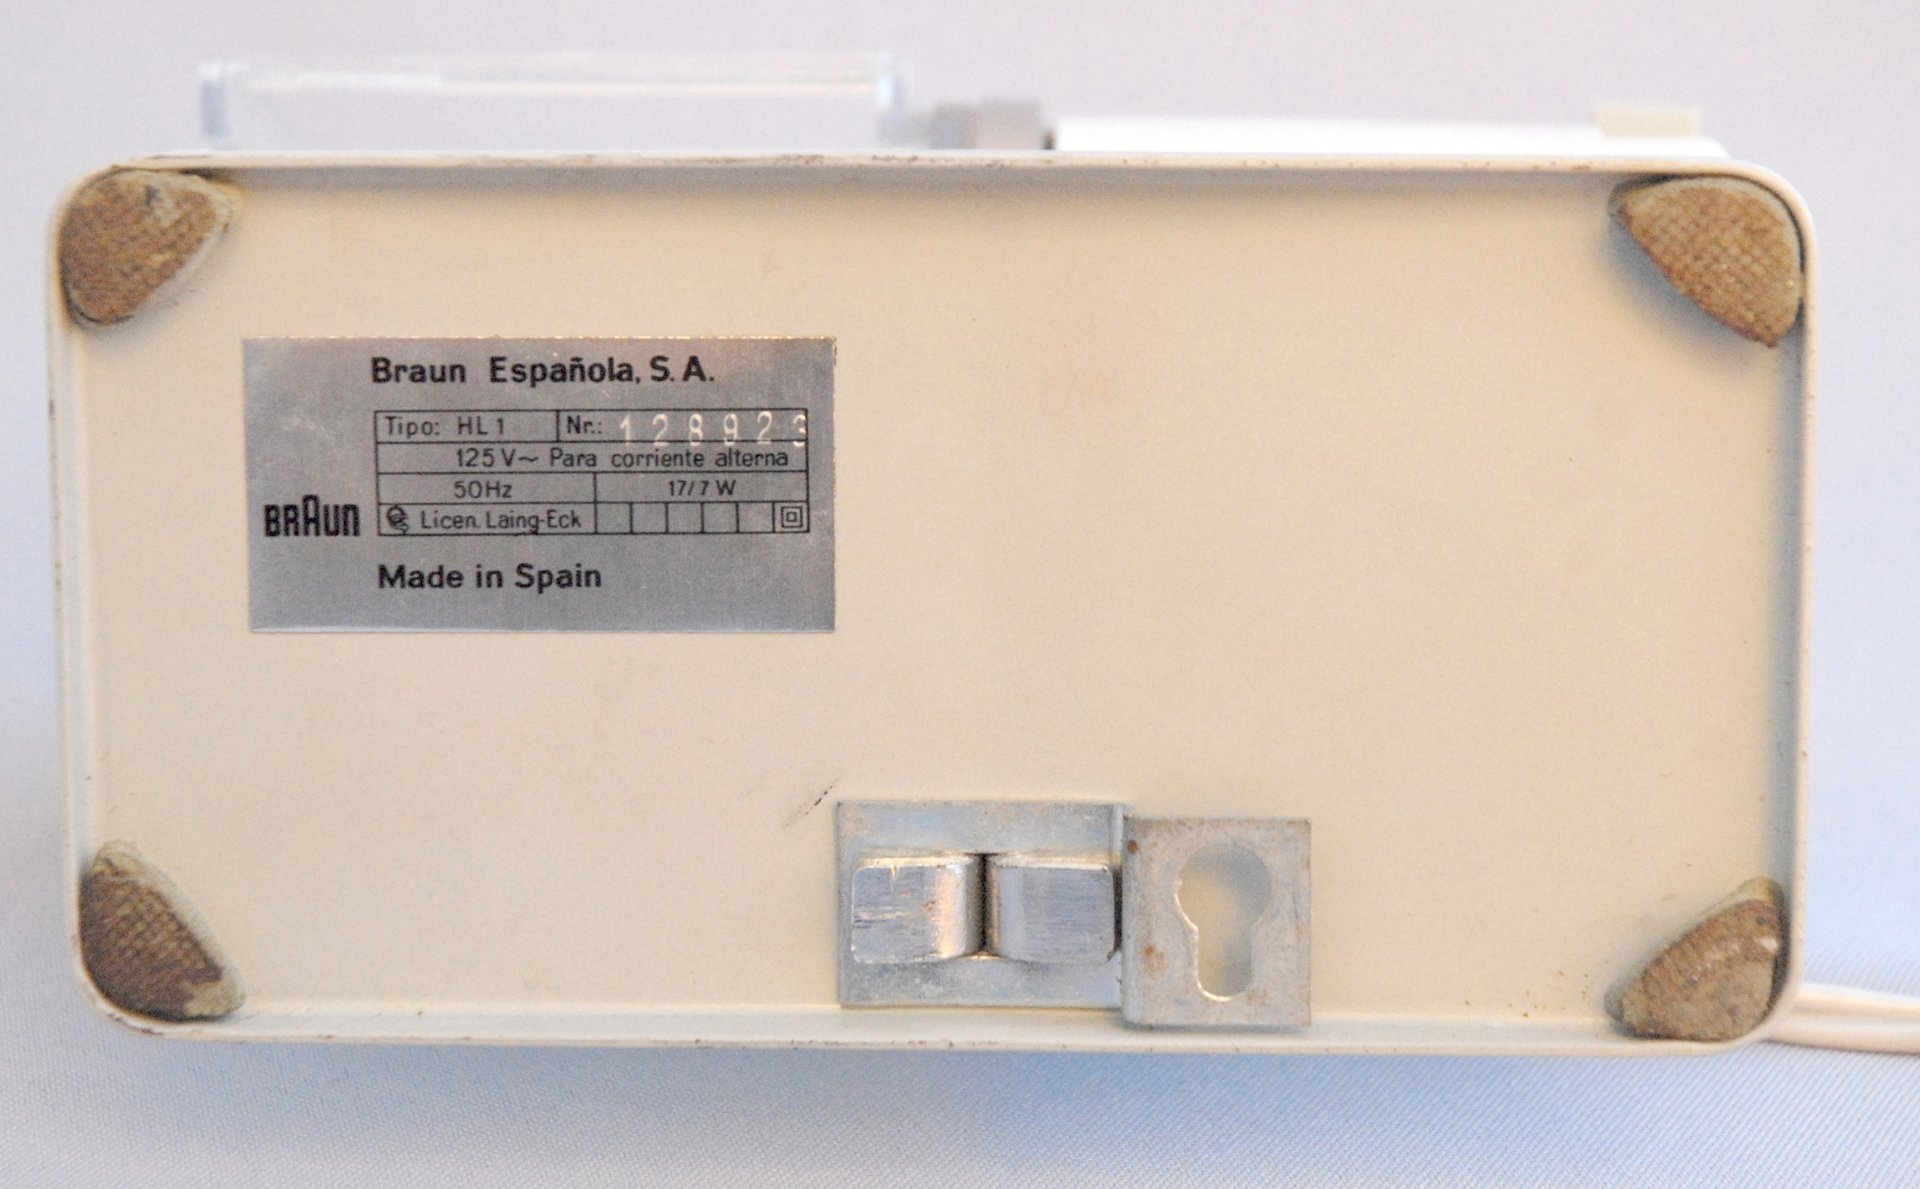 Braun Española, S.A.
Tipo: HL 1 Nr.: 128923
125 V~ Para corriente alterna
50Hz 17/7 W
BRAUN Licen. Laing-Eck
Made in Spain